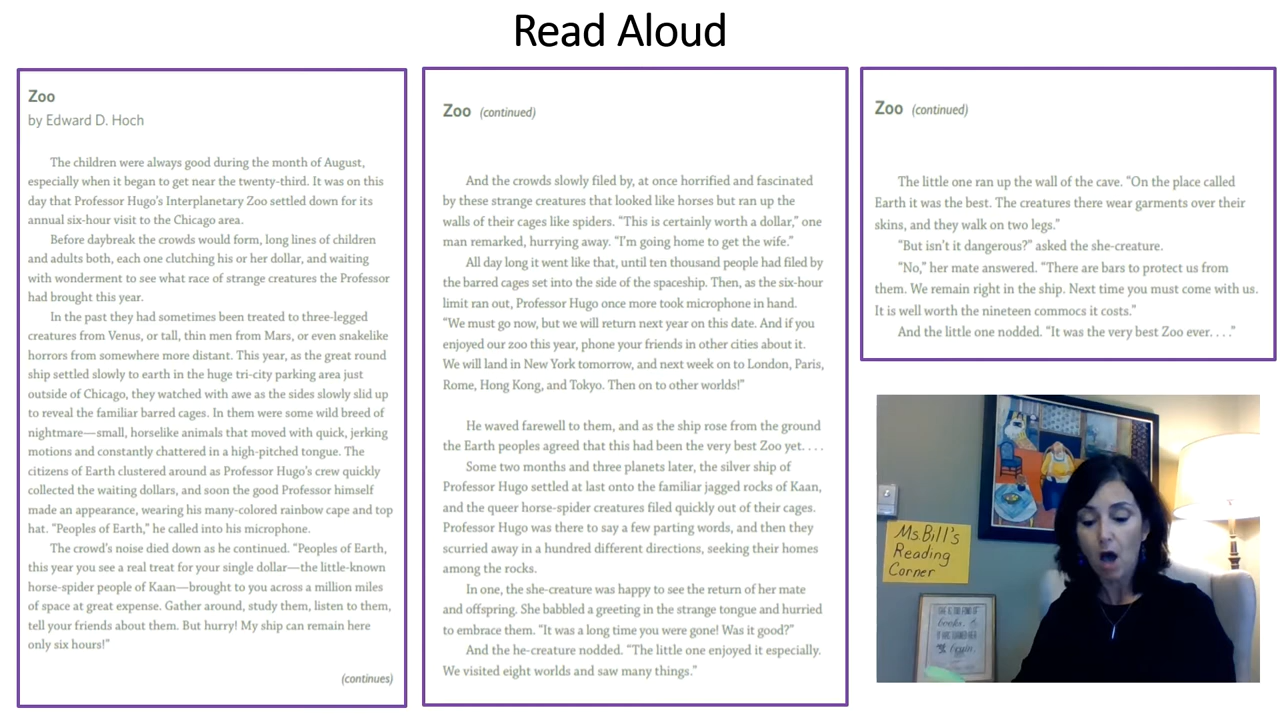 Read Aloud
Zoo
by Edward D. Hoch
The children were always good during the month of August,
especially when it began to get near the twenty-third. It was on this
day that Professor Hugo's Interplanetary Zoo settled down for its
annual six-hour visit to the Chicago area.
Before daybreak the crowds would form, long lines of children
and adults both, each one clutching his or her dollar, and waiting
with wonderment to see what race of strange creatures the Professor
had brought this year.
In the past they had sometimes been treated to three-legged
creatures from Venus, or tall, thin men from Mars, or even snakelike
horrors from somewhere more distant. This year, as the great round
ship settled slowly to earth in the huge tri-city parking area just
outside of Chicago, they watched with awe as the sides slowly slid up
to reveal the familiar barred cages. In them were some wild breed of
nightmare—small, horselike animals that moved with quick, jerking
motions and constantly chattered in a high-pitched tongue. The
citizens of Earth clustered around as Professor Hugo's crew quickly
collected the waiting dollars, and soon the good Professor himself
made an appearance, wearing his many-colored rainbow cape and top
hat. "Peoples of Earth," he called into his microphone.
The crowd's noise died down as he continued. "Peoples of Earth,
this year you see a real treat for your single dollar—the little-known
horse-spider people of Kaan—brought to you across a million miles
of space at great expense. Gather around, study them, listen to them,
tell your friends about them. But hurry! My ship can remain here
only six hours!"
(continues)
Zoo (continued)
And the crowds slowly filed by, at once horrified and fascinated
by these strange creatures that looked like horses but ran up the
walls of their cages like spiders. "This is certainly worth a dollar," one
man remarked, hurrying away. "I'm going home to get the wife."
All day long it went like that, until ten thousand people had filed by
the barred cages set into the side of the spaceship. Then, as the six-hour
limit ran out, Professor Hugo once more took microphone in hand.
"We must go now, but we will return next year on this date. And if you
enjoyed our zoo this year, phone your friends in other cities about it.
We will land in New York tomorrow, and next week on to London, Paris,
Rome, Hong Kong, and Tokyo. Then on to other worlds!"
He waved farewell to them, and as the ship rose from the ground
the Earth peoples agreed that this had been the very best Zoo yet. . . .
Some two months and three planets later, the silver ship of
Professor Hugo settled at last onto the familiar jagged rocks of Kaan,
and the queer horse-spider creatures filed quickly out of their cages.
Professor Hugo was there to say a few parting words, and then they
scurried away in a hundred different directions, seeking their homes
among the rocks.
In one, the she-creature was happy to see the return of her mate
and offspring. She babbled a greeting in the strange tongue and hurried
to embrace them. "It was a long time you were gone! Was it good?"
And the he-creature nodded. "The little one enjoyed it especially.
We visited eight worlds and saw many things."
Zoo (continued)
The little one ran up the wall of the cave. "On the place called
Earth it was the best. The creatures there wear garments over their
skins, and they walk on two legs."
"But isn't it dangerous?" asked the she-creature.
"No," her mate answered. "There are bars to protect us from
them. We remain right in the ship. Next time you must come with us.
It is well worth the nineteen commocs it costs."
And the little one nodded. "It was the very best Zoo ever. . . ."
Ms. Bill's
Reading
Corner
books.
begin.